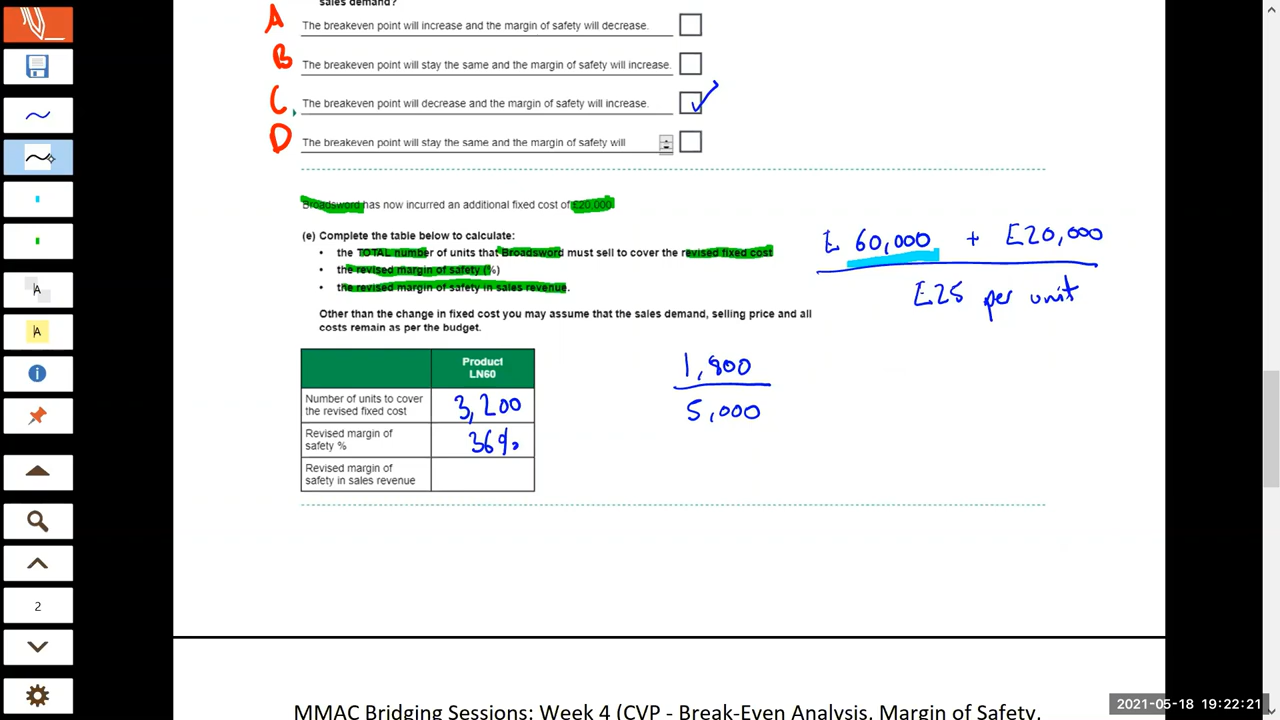 sales demand?
A The breakeven point will increase and the margin of safety will decrease.
B The breakeven point will stay the same and the margin of safety will increase.
C, The breakeven point will decrease and the margin of safety will increase.
D The breakeven point will stay the same and the margin of safety will
Broadsword has now incurred an additional fixed cost of £20,000.
(e) Complete the table below to calculate:
• the TOTAL number of units that Broadsword must sell to cover the revised fixed cost
• the revised margin of safety (%)
• the revised margin of safety in sales revenue.
£ 60,000 + £20,000
£25 per unit
Other than the change in fixed cost you may assume that the sales demand, selling price and all
costs remain as per the budget.
Product
LN60
Number of units to cover
the revised fixed cost
3,200
Revised margin of
safety %
36%
Revised margin of
safety in sales revenue
1,800
5,000
A
A
2
MMAC Bridging Sessions: Week 4 (CVP - Break-Even Analysis, Margin of Safety,
2021-05-18 19:22:21